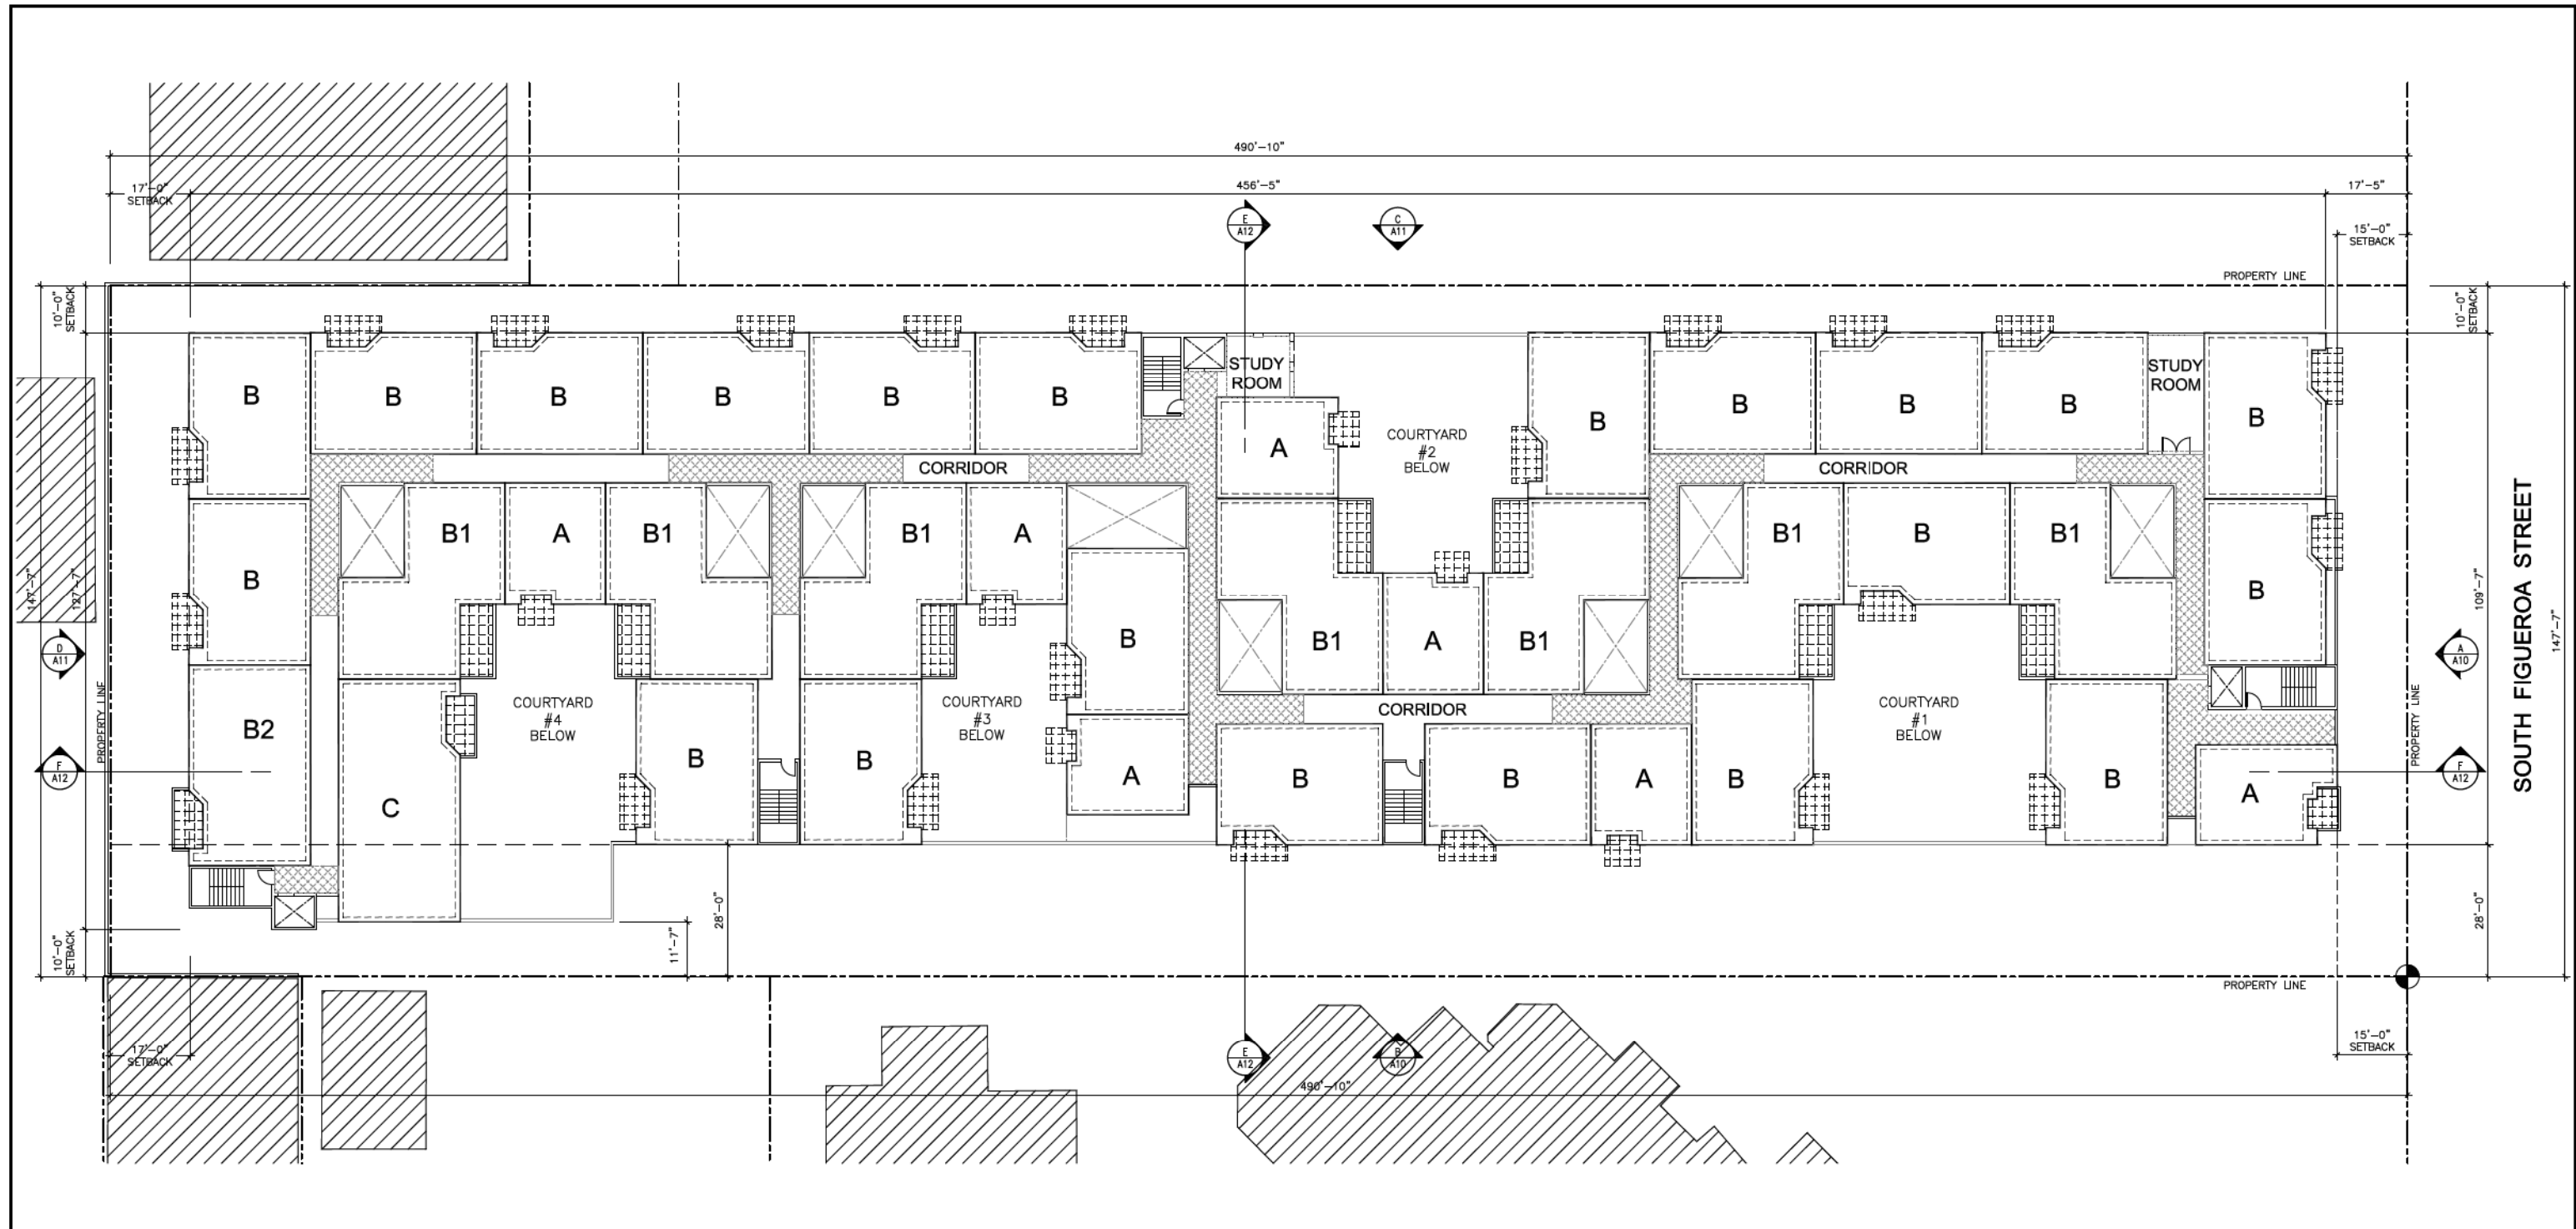 490'-10"
17'-0"
SETBACK
456'-5"
17'-5"
E
A12
C
A11
15'-0"
SETBACK
PROPERTY LINE
10'-0"
SETBACK
10'-0"
SETBACK
B
B
B
B
B
B
STUDY
ROOM
A
COURTYARD
#2
BELOW
B
B
B
B
STUDY
ROOM
B
CORRIDOR
CORRIDOR
B1
A
B1
B1
A
B1
B
B1
B
B
147'-7"
127'-7"
B
B1
A
B1
109'-7"
147'-7"
SOUTH FIGUEROA STREET
D
A11
A
A10
PROPERTY LINE
PROPERTY LINE
B2
COURTYARD
#4
BELOW
COURTYARD
#3
BELOW
CORRIDOR
COURTYARD
#1
BELOW
F
A12
F
A12
C
B
B
A
B
B
A
B
B
A
28'-0"
11'-7"
28'-0"
10'-0"
SETBACK
PROPERTY LINE
17'-0"
SETBACK
E
A12
B
A10
15'-0"
SETBACK
490'-10"